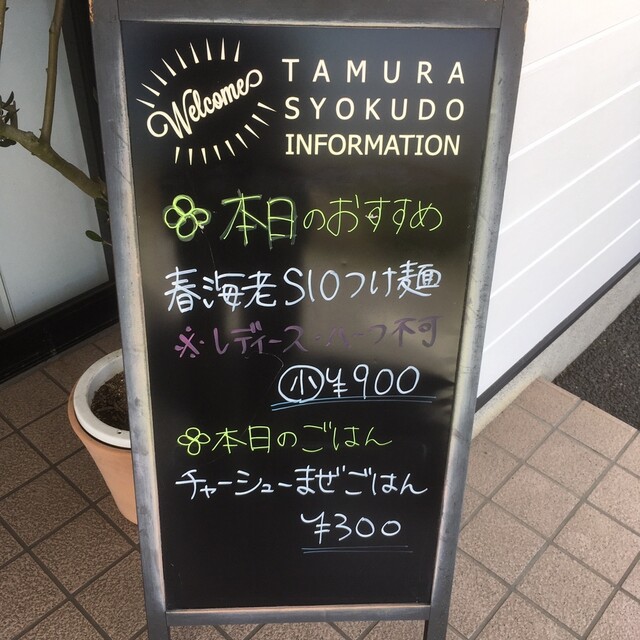 Welcome
TAMURA
SYOKUDO
INFORMATION
本日のおすすめ
春海老SIOつけ麺
※・レディース・ハーフ不可
小 ¥900
本日のごはん
チャーシューまぜごはん
¥300